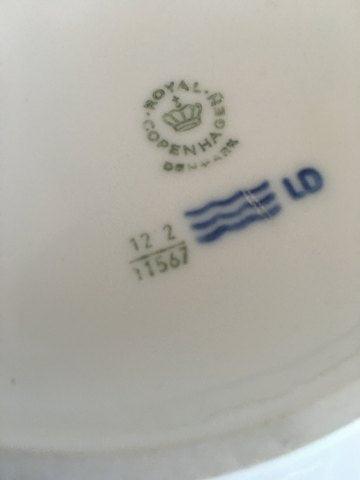 ROYAL COPENHAGEN
DENMARK
LD
12 2
11567